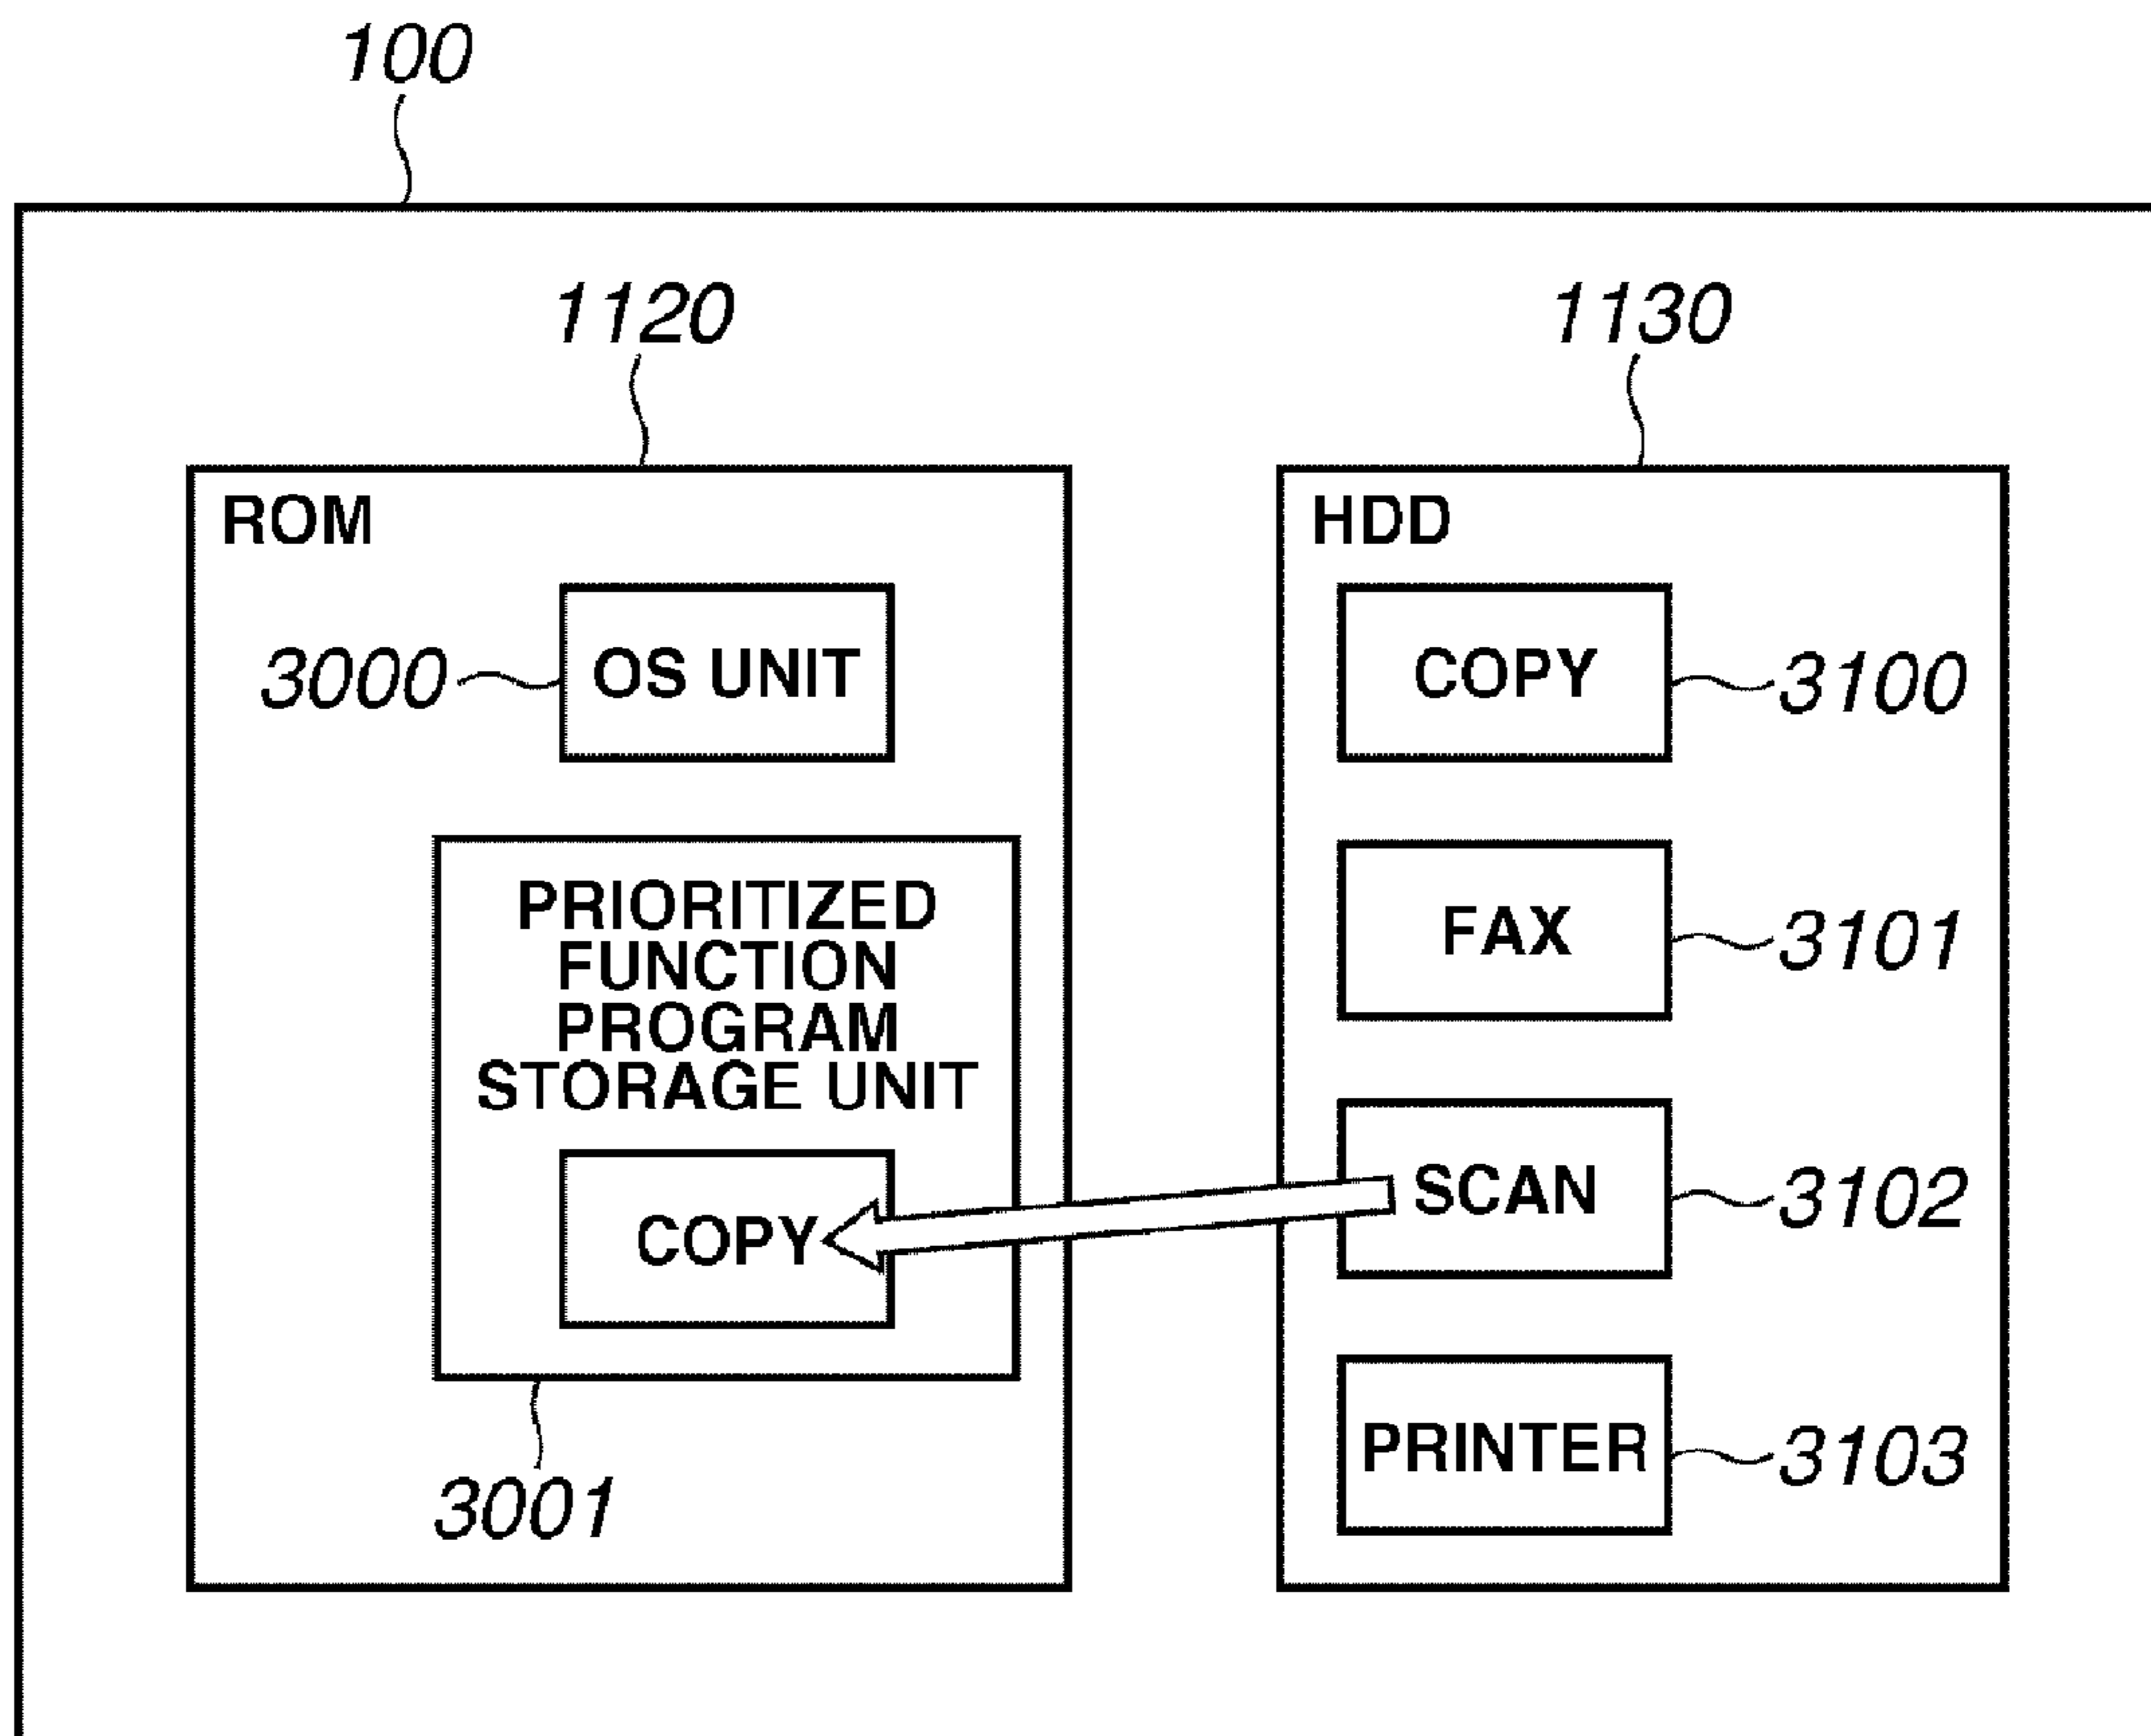 100
1120
1130
ROM
HDD
3000
OS UNIT
COPY
3100
PRIORITIZED
FUNCTION
PROGRAM
STORAGE UNIT
COPY
3001
FAX
3101
SCAN
3102
PRINTER
3103